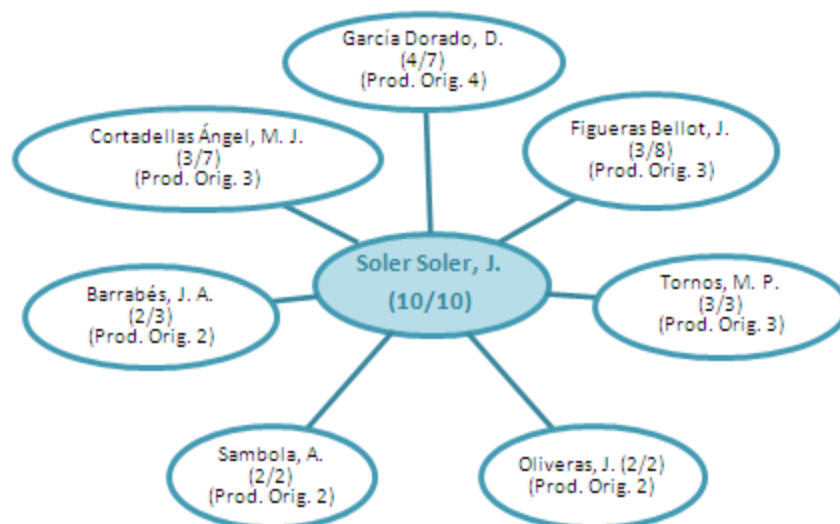 García Dorado, D.
(4/7)
(Prod. Orig. 4)
Cortadellas Ángel, M. J.
(3/7)
(Prod. Orig. 3)
Figueras Bellot, J.
(3/8)
(Prod. Orig. 3)
Soler Soler, J.
(10/10)
Barrabés, J. A.
(2/3)
(Prod. Orig. 2)
Tornos, M. P.
(3/3)
(Prod. Orig. 3)
Sambola, A.
(2/2)
(Prod. Orig. 2)
Oliveras, J. (2/2)
(Prod. Orig. 2)